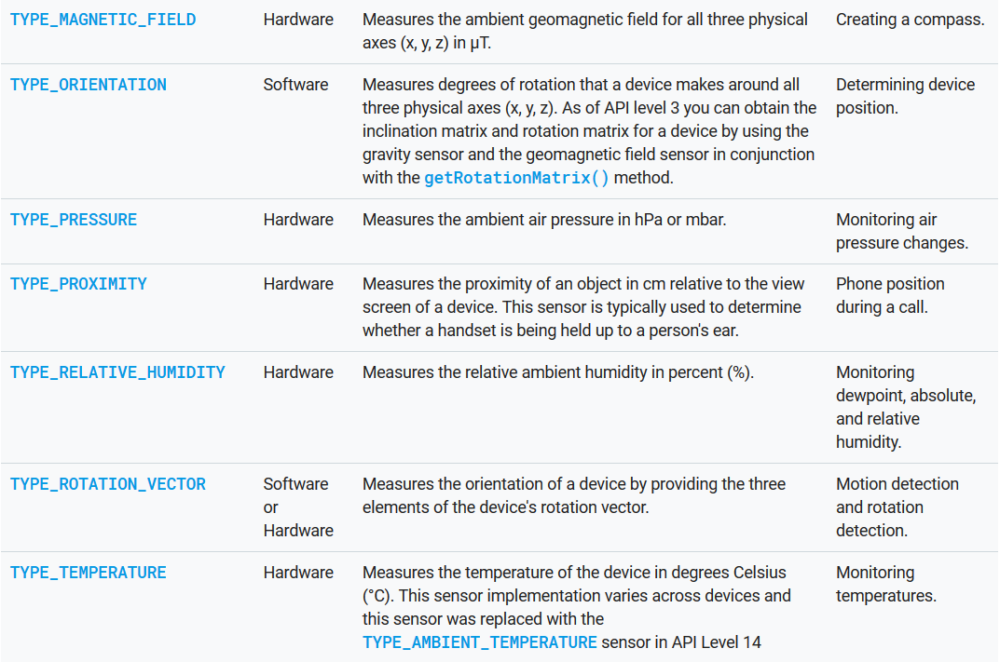 TYPE_MAGNETIC_FIELD Hardware Measures the ambient geomagnetic field for all three physical Creating a compass.
axes (x, y, z) in μT.
TYPE_ORIENTATION Software Measures degrees of rotation that a device makes around all Determining device
three physical axes (x, y, z). As of API level 3 you can obtain the position.
inclination matrix and rotation matrix for a device by using the
gravity sensor and the geomagnetic field sensor in conjunction
with the getRotationMatrix() method.
TYPE_PRESSURE Hardware Measures the ambient air pressure in hPa or mbar. Monitoring air
pressure changes.
TYPE_PROXIMITY Hardware Measures the proximity of an object in cm relative to the view Phone position
screen of a device. This sensor is typically used to determine during a call.
whether a handset is being held up to a person's ear.
TYPE_RELATIVE_HUMIDITY Hardware Measures the relative ambient humidity in percent (%). Monitoring
dewpoint, absolute,
and relative
humidity.
TYPE_ROTATION_VECTOR Software Measures the orientation of a device by providing the three Motion detection
or elements of the device's rotation vector. and rotation
Hardware detection.
TYPE_TEMPERATURE Hardware Measures the temperature of the device in degrees Celsius Monitoring
(°C). This sensor implementation varies across devices and temperatures.
this sensor was replaced with the
TYPE_AMBIENT_TEMPERATURE sensor in API Level 14